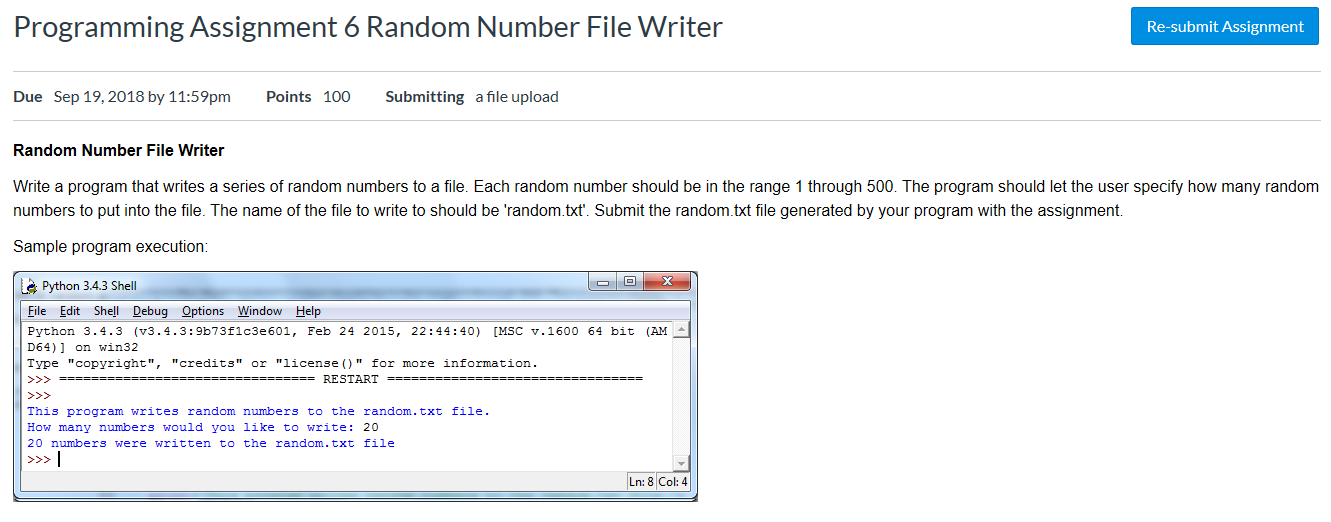 Programming Assignment 6 Random Number File Writer
Re-submit Assignment
Due Sep 19, 2018 by 11:59pm Points 100 Submitting a file upload
Random Number File Writer
Write a program that writes a series of random numbers to a file. Each random number should be in the range 1 through 500. The program should let the user specify how many random
numbers to put into the file. The name of the file to write to should be 'random.txt'. Submit the random.txt file generated by your program with the assignment.
Sample program execution:
Python 3.4.3 Shell
File Edit Shell Debug Options Window Help
Python 3.4.3 (v3.4.3:9b73f1c3e601, Feb 24 2015, 22:44:40) [MSC v.1600 64 bit (AM
D64)] on win32
Type "copyright", "credits" or "license()" for more information.
>>> ================================ RESTART ================================
>>>
This program writes random numbers to the random.txt file.
How many numbers would you like to write: 20
20 numbers were written to the random.txt file
>>>
Ln: 8 Col: 4